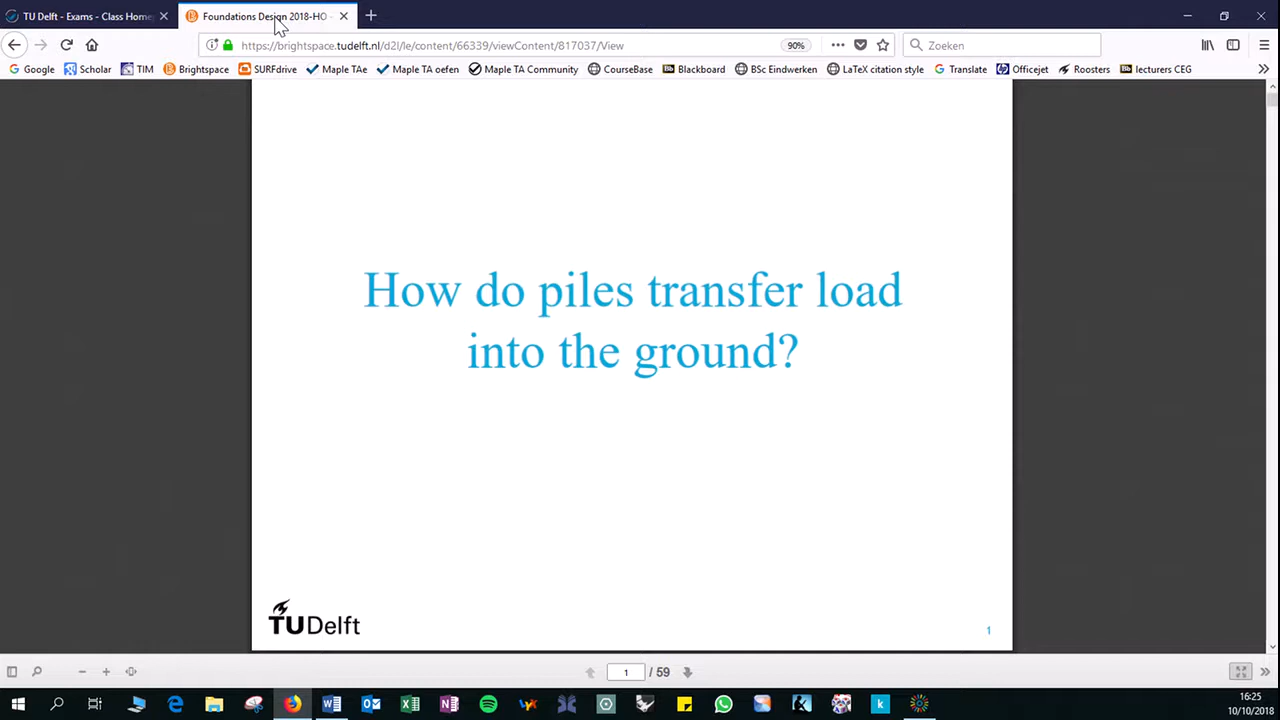 TU Delft - Exams - Class Home
Foundations Design 2018-HO -
https://brightspace.tudelft.nl/d2l/le/content/66339/viewContent/817037/View
90%
Zoeken
Google
Scholar
TIM
Brightspace
SURFdrive
Maple TAe
Maple TA oefen
Maple TA Community
CourseBase
Bb Blackboard
BSc Eindwerken
LaTeX citation style
Translate
hp Officejet
Roosters
Bb lecturers CEG
How do piles transfer load
into the ground?
TUDelft
1
1 / 59
16:25
10/10/2018